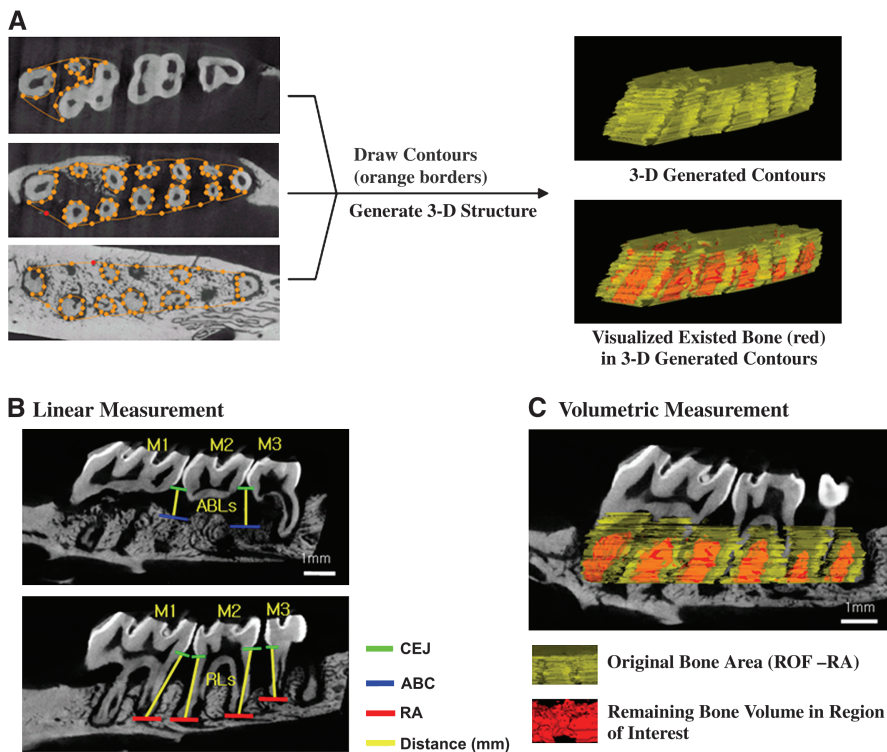 A
Draw Contours
(orange borders)
Generate 3-D Structure
3-D Generated Contours
Visualized Existed Bone (red)
in 3-D Generated Contours
B Linear Measurement
M1 M2 M3
ABLs
1mm
M1 M2 M3
RLs
CEJ
ABC
RA
Distance (mm)
C Volumetric Measurement
1mm
Original Bone Area (ROF –RA)
Remaining Bone Volume in Region
of Interest